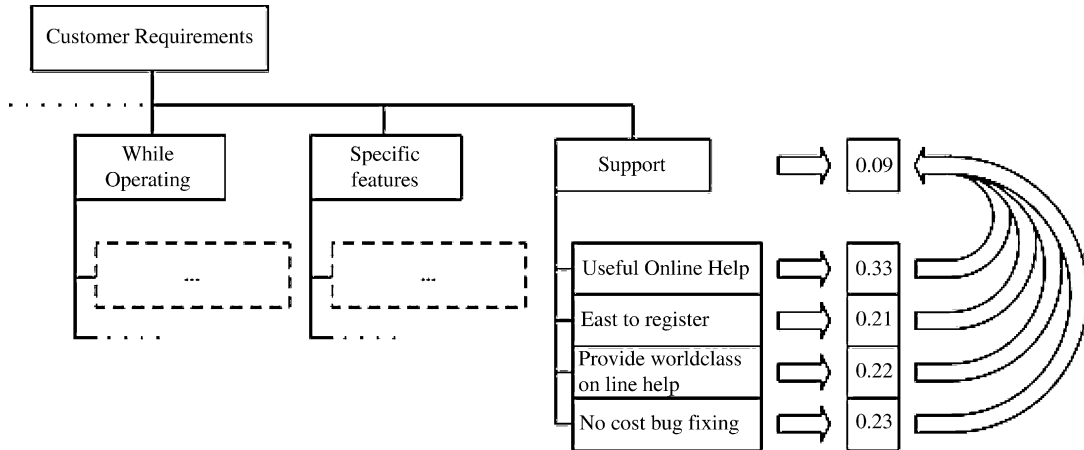 Customer Requirements
While
Operating
Specific
features
Support
0.09
...
...
Useful Online Help
0.33
East to register
0.21
Provide worldclass
on line help
0.22
No cost bug fixing
0.23